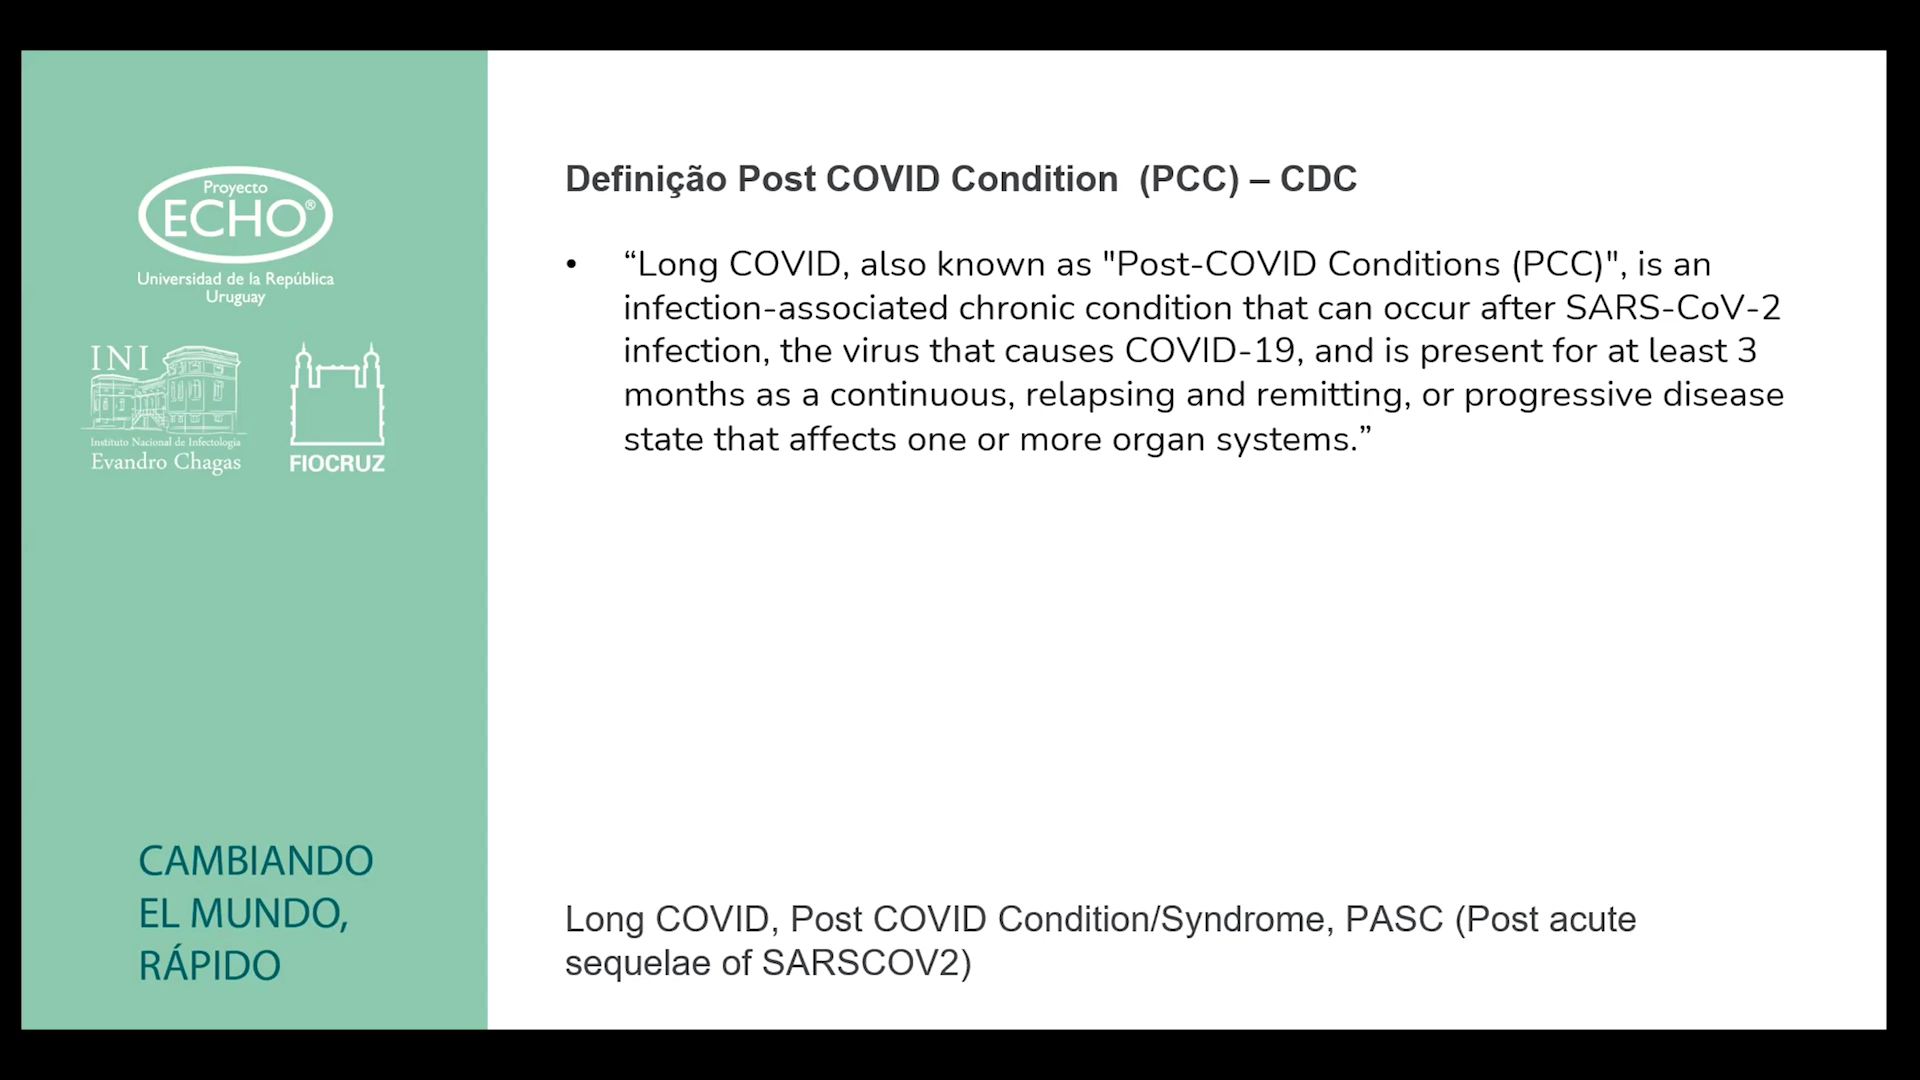 Proyecto
ECHO®
Universidad de la República
Uruguay
INI
Instituto Nacional de Infectologia
Evandro Chagas
FIOCRUZ
CAMBIANDO
EL MUNDO,
RÁPIDO
Definição Post COVID Condition (PCC) – CDC
• “Long COVID, also known as "Post-COVID Conditions (PCC)", is an
infection-associated chronic condition that can occur after SARS-CoV-2
infection, the virus that causes COVID-19, and is present for at least 3
months as a continuous, relapsing and remitting, or progressive disease
state that affects one or more organ systems.”
Long COVID, Post COVID Condition/Syndrome, PASC (Post acute
sequelae of SARSCOV2)